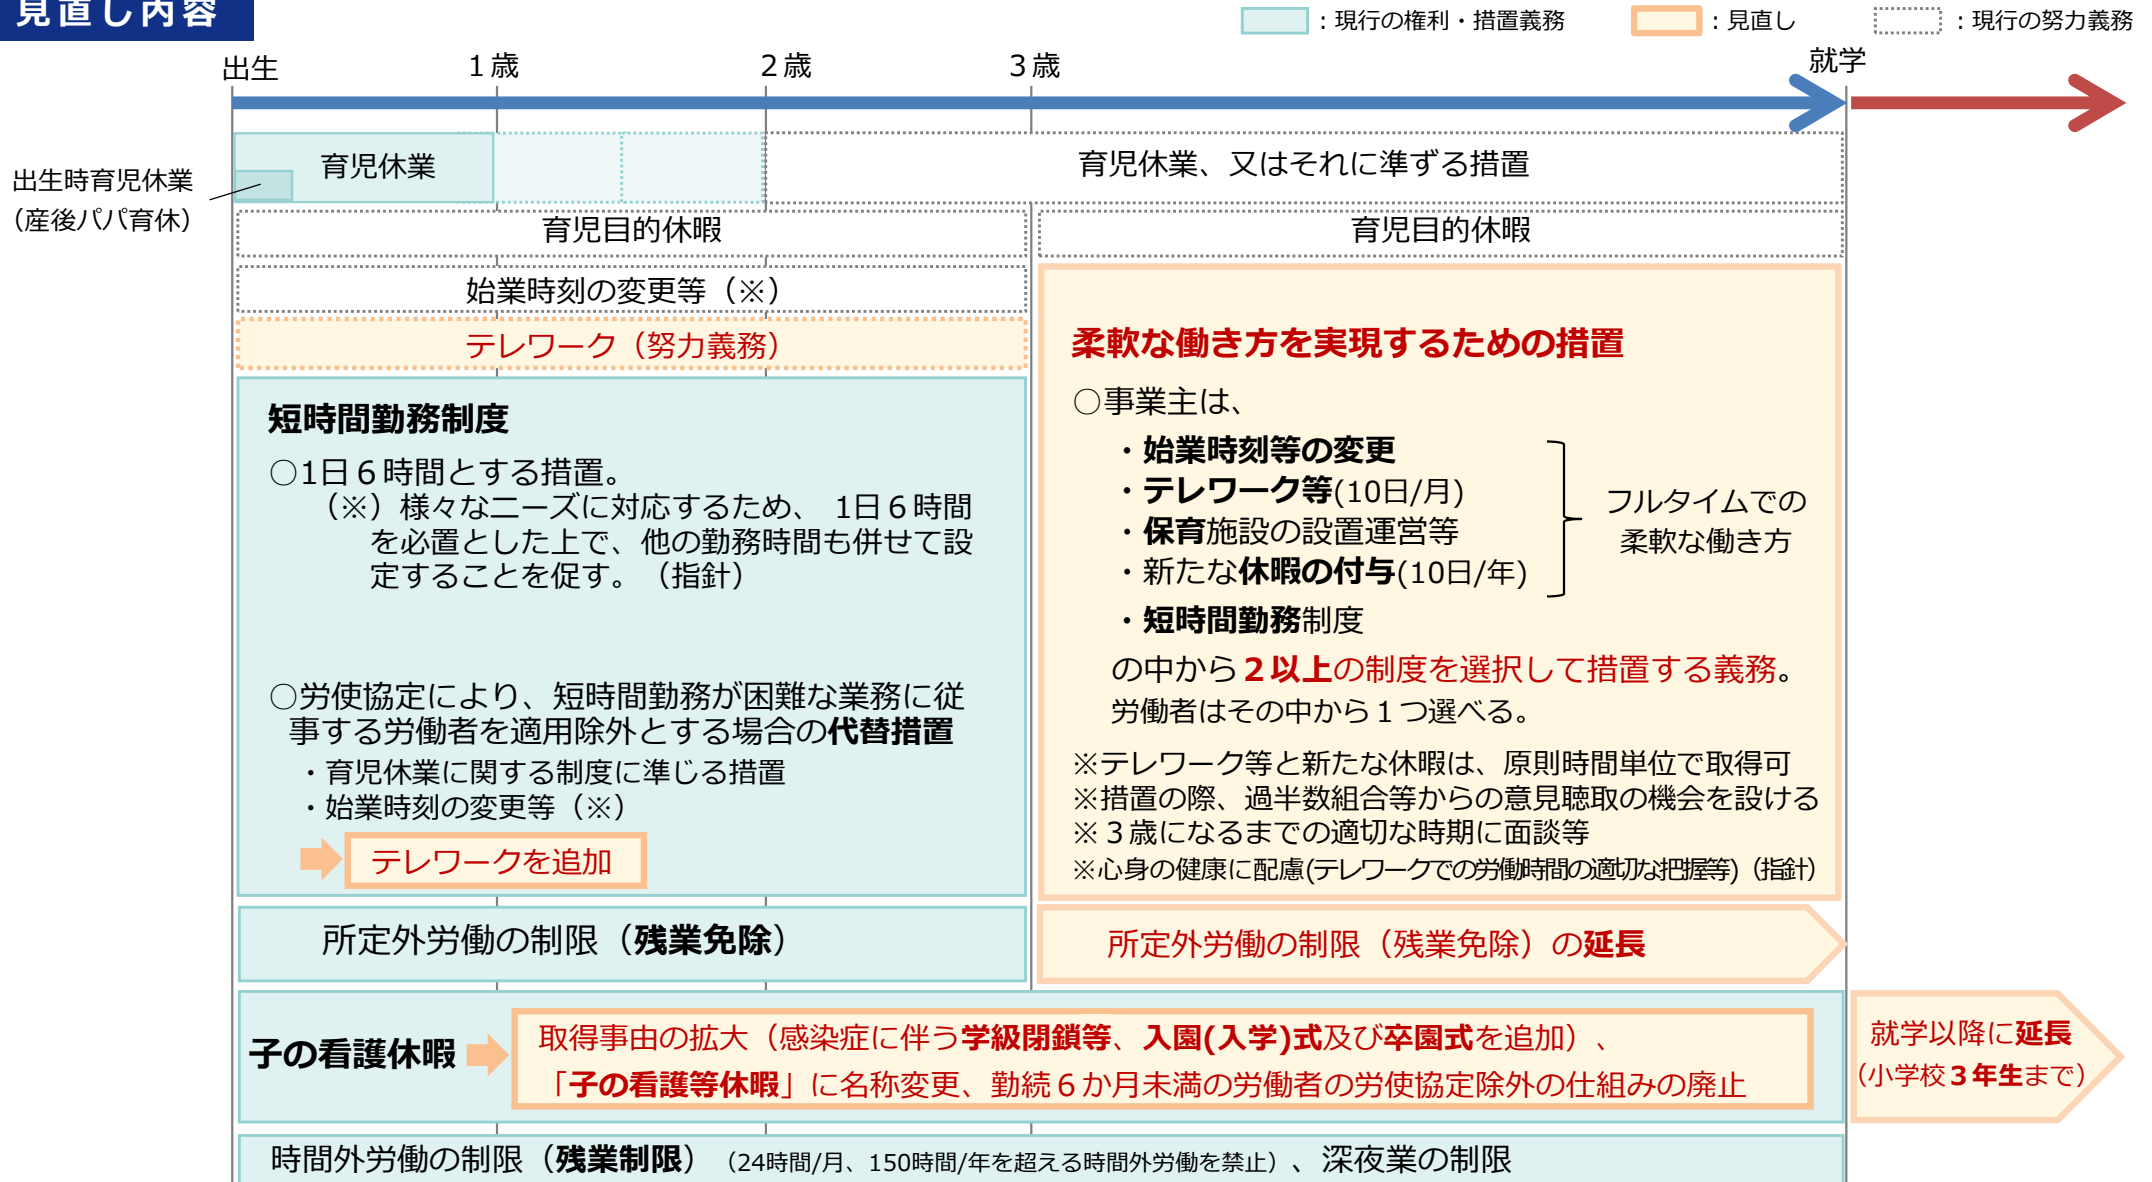 見直し内容
：現行の権利・措置義務
：見直し
：現行の努力義務
出生
１歳
２歳
３歳
就学
出生時育児休業
（産後パパ育休）
育児休業
育児休業、又はそれに準ずる措置
育児目的休暇
育児目的休暇
始業時刻の変更等（※）
テレワーク（努力義務）
短時間勤務制度
○1日６時間とする措置。
（※）様々なニーズに対応するため、 1日６時間
を必置とした上で、他の勤務時間も併せて設
定することを促す。（指針）
○労使協定により、短時間勤務が困難な業務に従
事する労働者を適用除外とする場合の代替措置
・育児休業に関する制度に準じる措置
・始業時刻の変更等（※）
テレワークを追加
柔軟な働き方を実現するための措置
○事業主は、
・始業時刻等の変更
・テレワーク等(10日/月)
・保育施設の設置運営等
・新たな休暇の付与(10日/年)
フルタイムでの
柔軟な働き方
・短時間勤務制度
の中から２以上の制度を選択して措置する義務。
労働者はその中から１つ選べる。
※テレワーク等と新たな休暇は、原則時間単位で取得可
※措置の際、過半数組合等からの意見聴取の機会を設ける
※３歳になるまでの適切な時期に面談等
※心身の健康に配慮(テレワークでの労働時間の適切な把握等)（指針）
所定外労働の制限（残業免除）
所定外労働の制限（残業免除）の延長
子の看護休暇
取得事由の拡大（感染症に伴う学級閉鎖等、入園(入学)式及び卒園式を追加）、
「子の看護等休暇」に名称変更、勤続６か月未満の労働者の労使協定除外の仕組みの廃止
就学以降に延長
（小学校３年生まで）
時間外労働の制限（残業制限）（24時間/月、150時間/年を超える時間外労働を禁止）、深夜業の制限